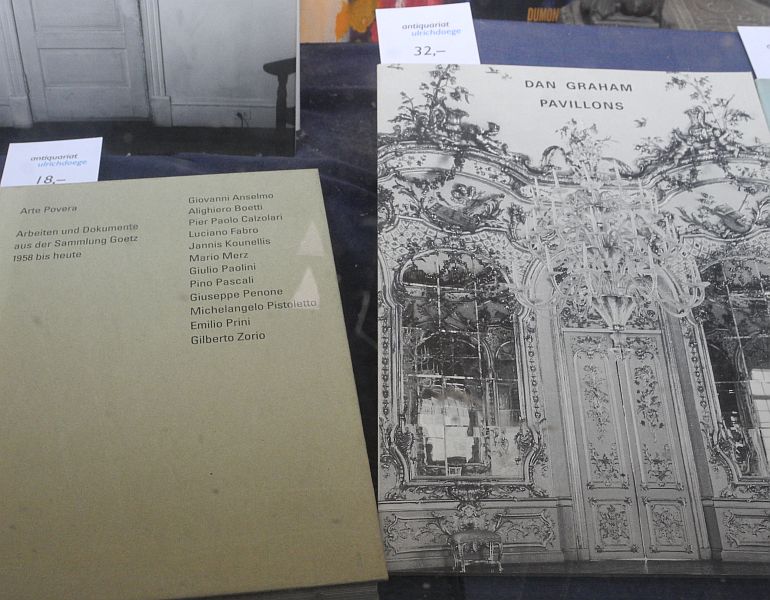 DUMON
antiquariat
ulrichdoege
32,–
DAN GRAHAM
PAVILLONS
antiquariat
ulrichdoege
18,–
Arte Povera
Arbeiten und Dokumente
aus der Sammlung Goetz
1958 bis heute
Giovanni Anselmo
Alighiero Boetti
Pier Paolo Calzolari
Luciano Fabro
Jannis Kounellis
Mario Merz
Giulio Paolini
Pino Pascali
Giuseppe Penone
Michelangelo Pistoletto
Emilio Prini
Gilberto Zorio